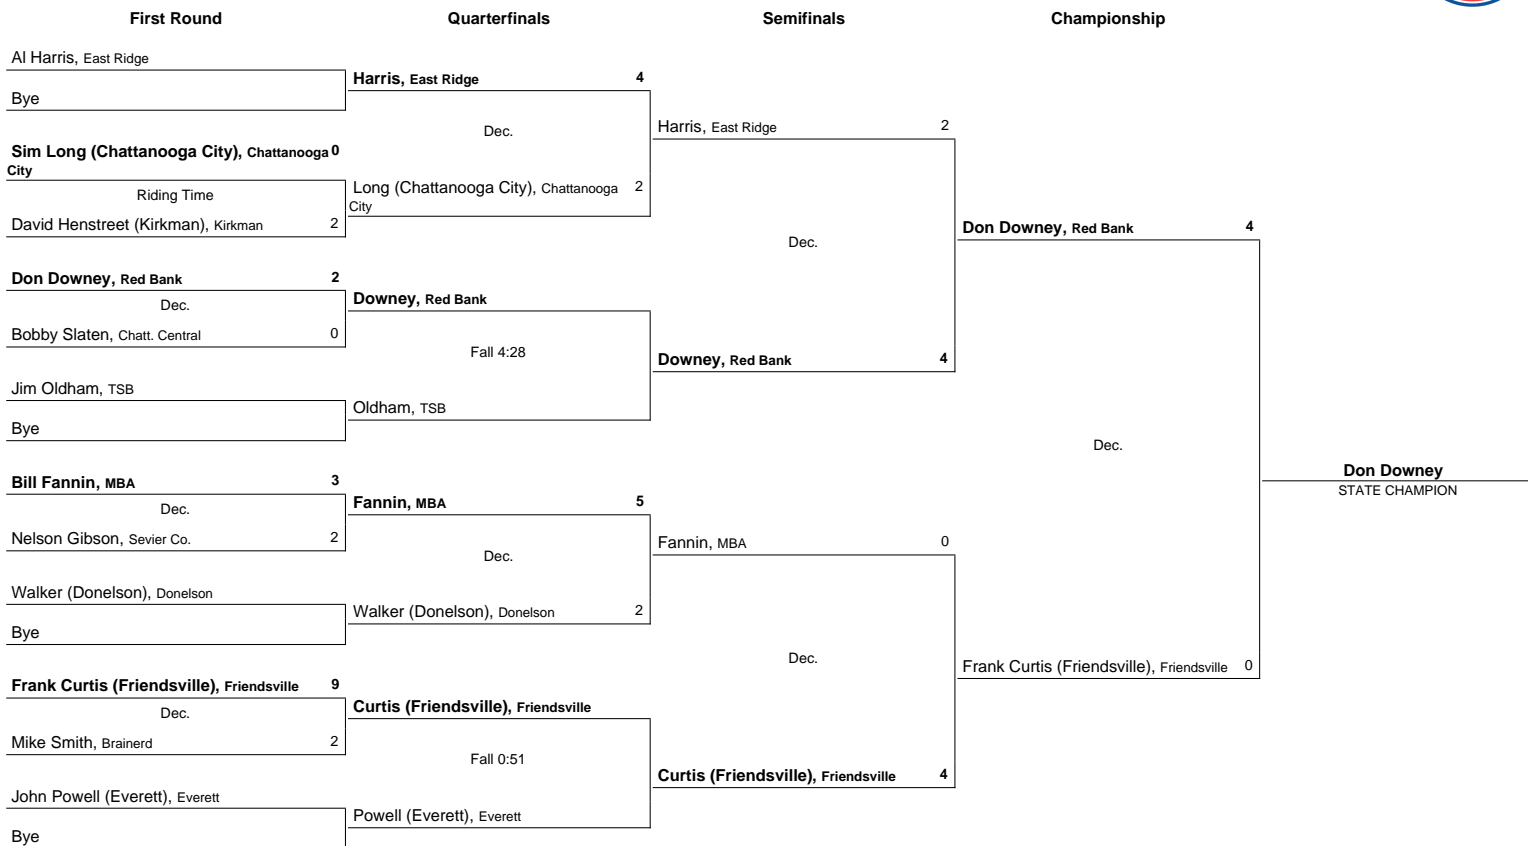 First Round
Quarterfinals
Semifinals
Championship
Al Harris, East Ridge
Bye
Sim Long (Chattanooga City), Chattanooga 0
City
Riding Time
David Henstreet (Kirkman), Kirkman 2
Don Downey, Red Bank 2
Dec.
Bobby Slaten, Chatt. Central 0
Jim Oldham, TSB
Bye
Bill Fannin, MBA 3
Dec.
Nelson Gibson, Sevier Co. 2
Walker (Donelson), Donelson
Bye
Frank Curtis (Friendsville), Friendsville 9
Dec.
Mike Smith, Brainerd 2
John Powell (Everett), Everett
Bye
Harris, East Ridge 4
Dec.
Long (Chattanooga City), Chattanooga 2
City
Downey, Red Bank
Fall 4:28
Oldham, TSB
Fannin, MBA 5
Dec.
Walker (Donelson), Donelson 2
Curtis (Friendsville), Friendsville
Fall 0:51
Powell (Everett), Everett
Harris, East Ridge 2
Dec.
Downey, Red Bank 4
Fannin, MBA 0
Dec.
Curtis (Friendsville), Friendsville 4
Don Downey, Red Bank 4
Dec.
Frank Curtis (Friendsville), Friendsville 0
Don Downey
STATE CHAMPION